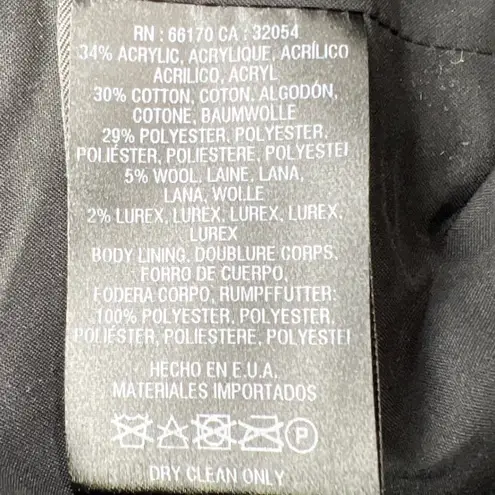 RN : 66170 CA : 32054
34% ACRYLIC, ACRYLIQUE, ACRÍLICO
ACRILICO, ACRYL
30% COTTON, COTON, ALGODÓN,
COTONE, BAUMWOLLE
29% POLYESTER, POLYESTER,
POLIÉSTER, POLIESTERE, POLYESTEI
5% WOOL, LAINE, LANA,
LANA, WOLLE
2% LUREX, LUREX, LUREX, LUREX,
LUREX
BODY LINING, DOUBLURE CORPS,
FORRO DE CUERPO,
FODERA CORPO, RUMPFFUTTER:
100% POLYESTER, POLYESTER,
POLIÉSTER, POLIESTERE, POLYESTEI
HECHO EN E.U.A.
MATERIALES IMPORTADOS
P
DRY CLEAN ONLY